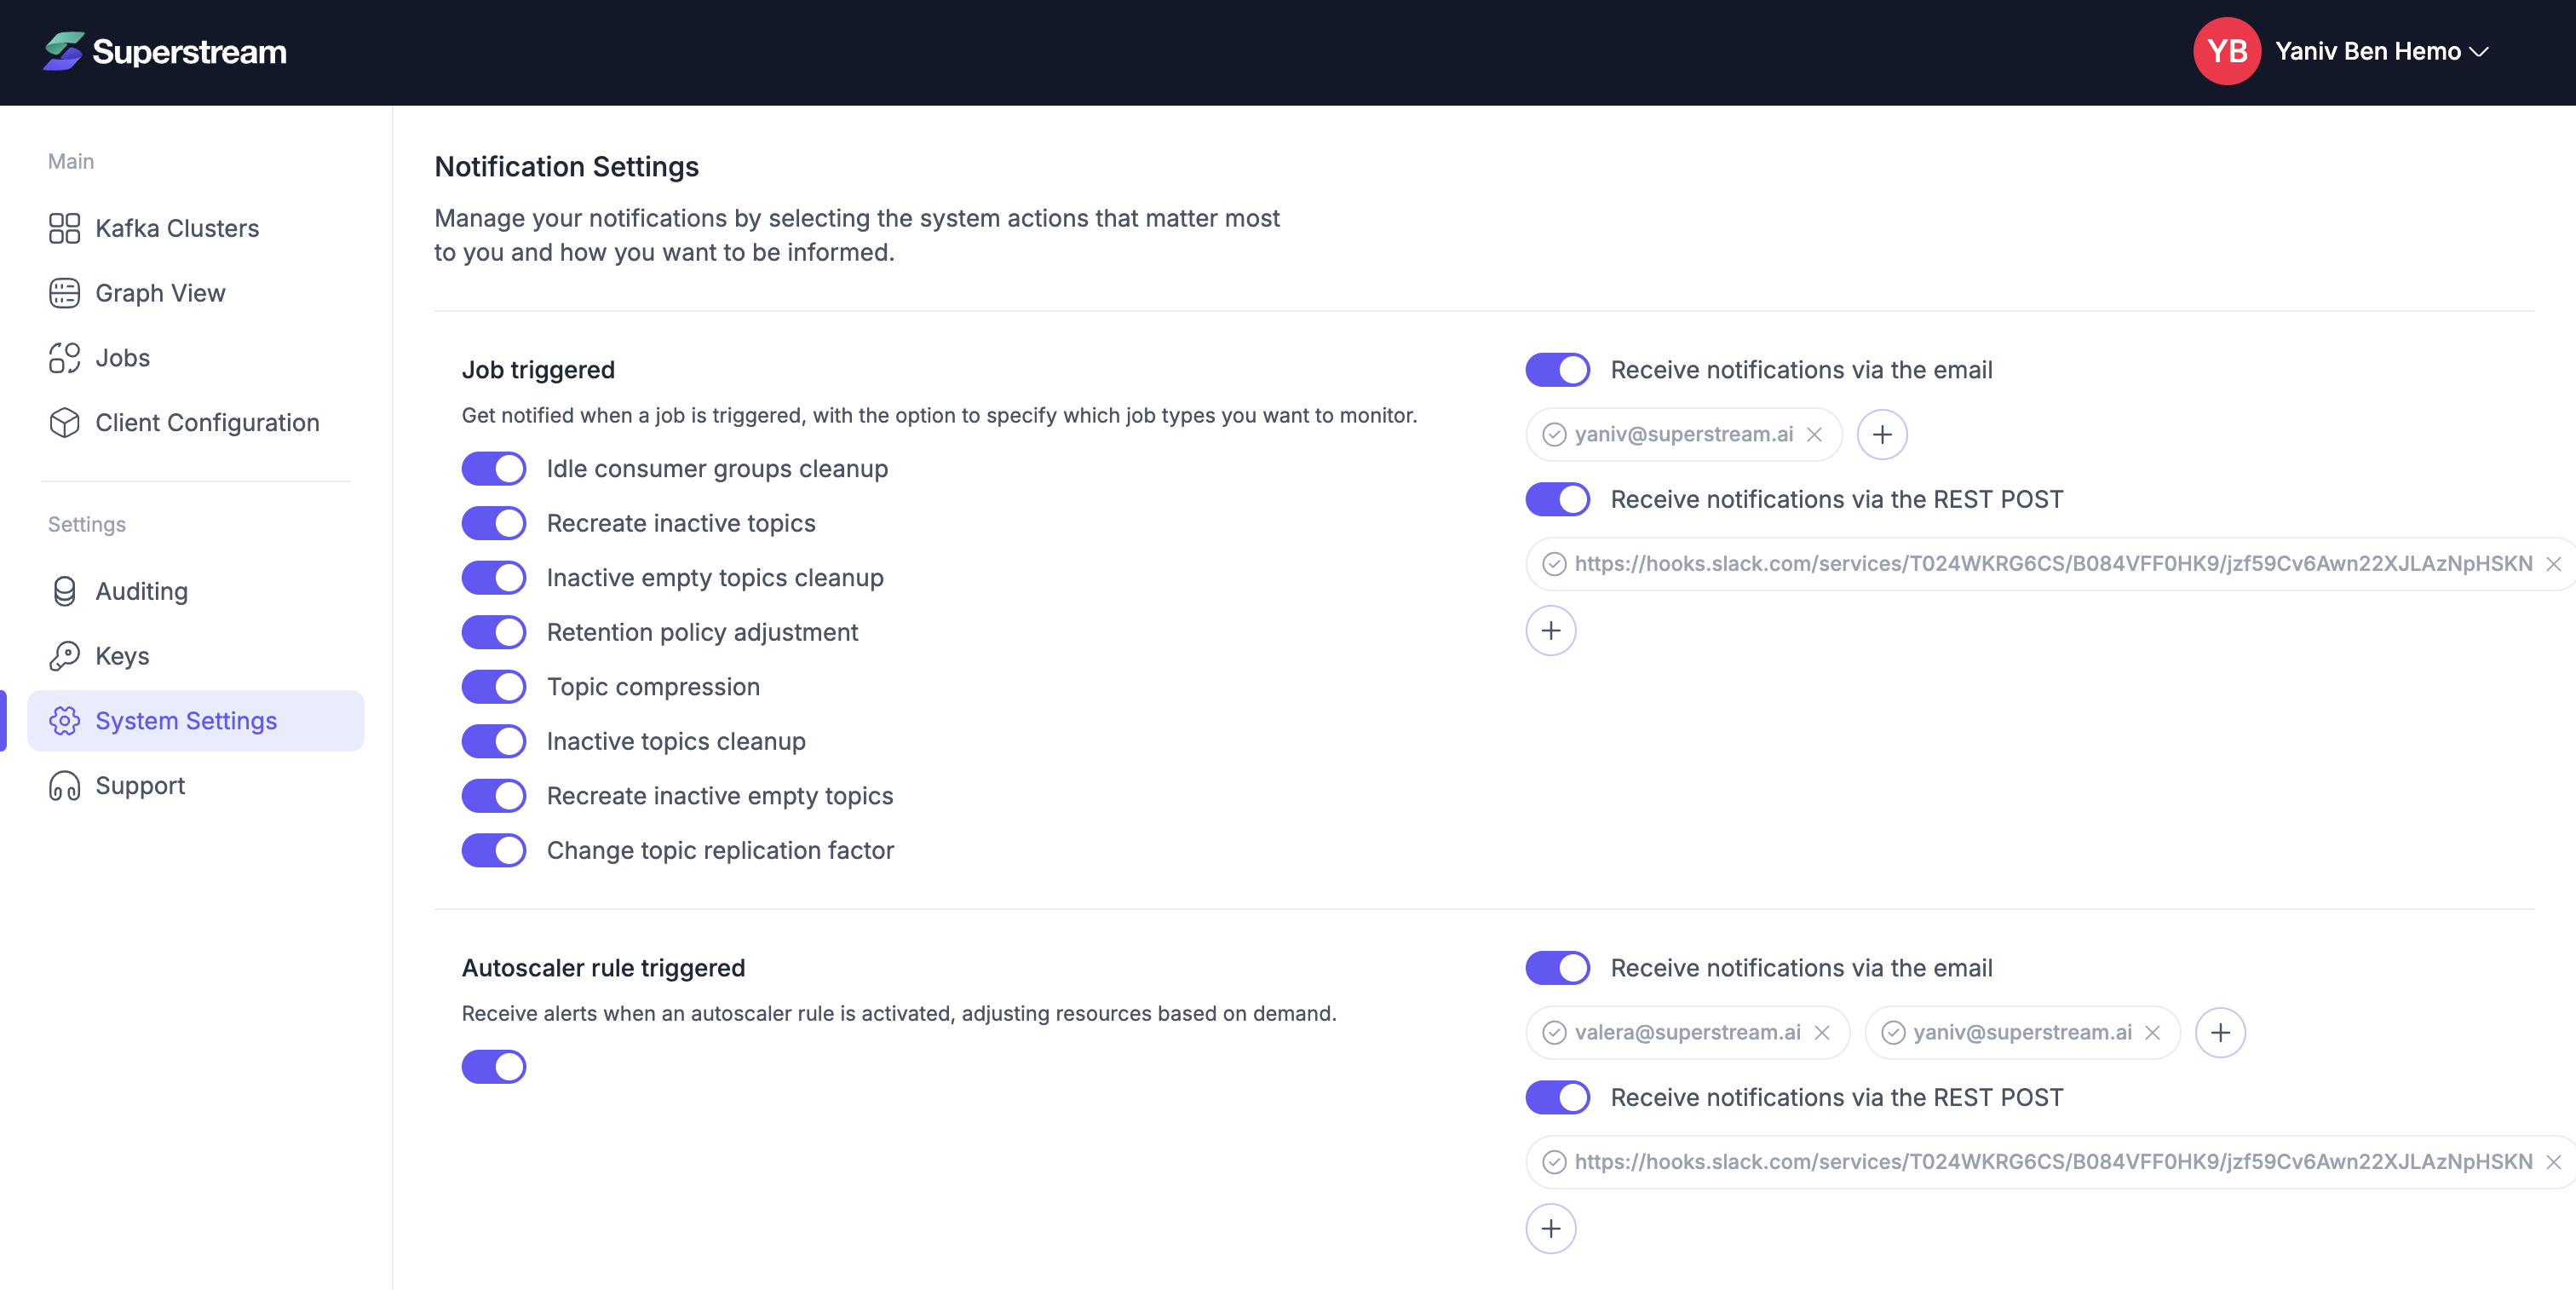 Superstream
YB
Yaniv Ben Hemo
Main
Kafka Clusters
Graph View
Jobs
Client Configuration
Settings
Auditing
Keys
System Settings
Support
Notification Settings
Manage your notifications by selecting the system actions that matter most
to you and how you want to be informed.
Job triggered
Get notified when a job is triggered, with the option to specify which job types you want to monitor.
Idle consumer groups cleanup
Recreate inactive topics
Inactive empty topics cleanup
Retention policy adjustment
Topic compression
Inactive topics cleanup
Recreate inactive empty topics
Change topic replication factor
Receive notifications via the email
yaniv@superstream.ai
Receive notifications via the REST POST
https://hooks.slack.com/services/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
Autoscaler rule triggered
Receive alerts when an autoscaler rule is activated, adjusting resources based on demand.
Receive notifications via the email
valera@superstream.ai
yaniv@superstream.ai
Receive notifications via the REST POST
https://hooks.slack.com/services/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